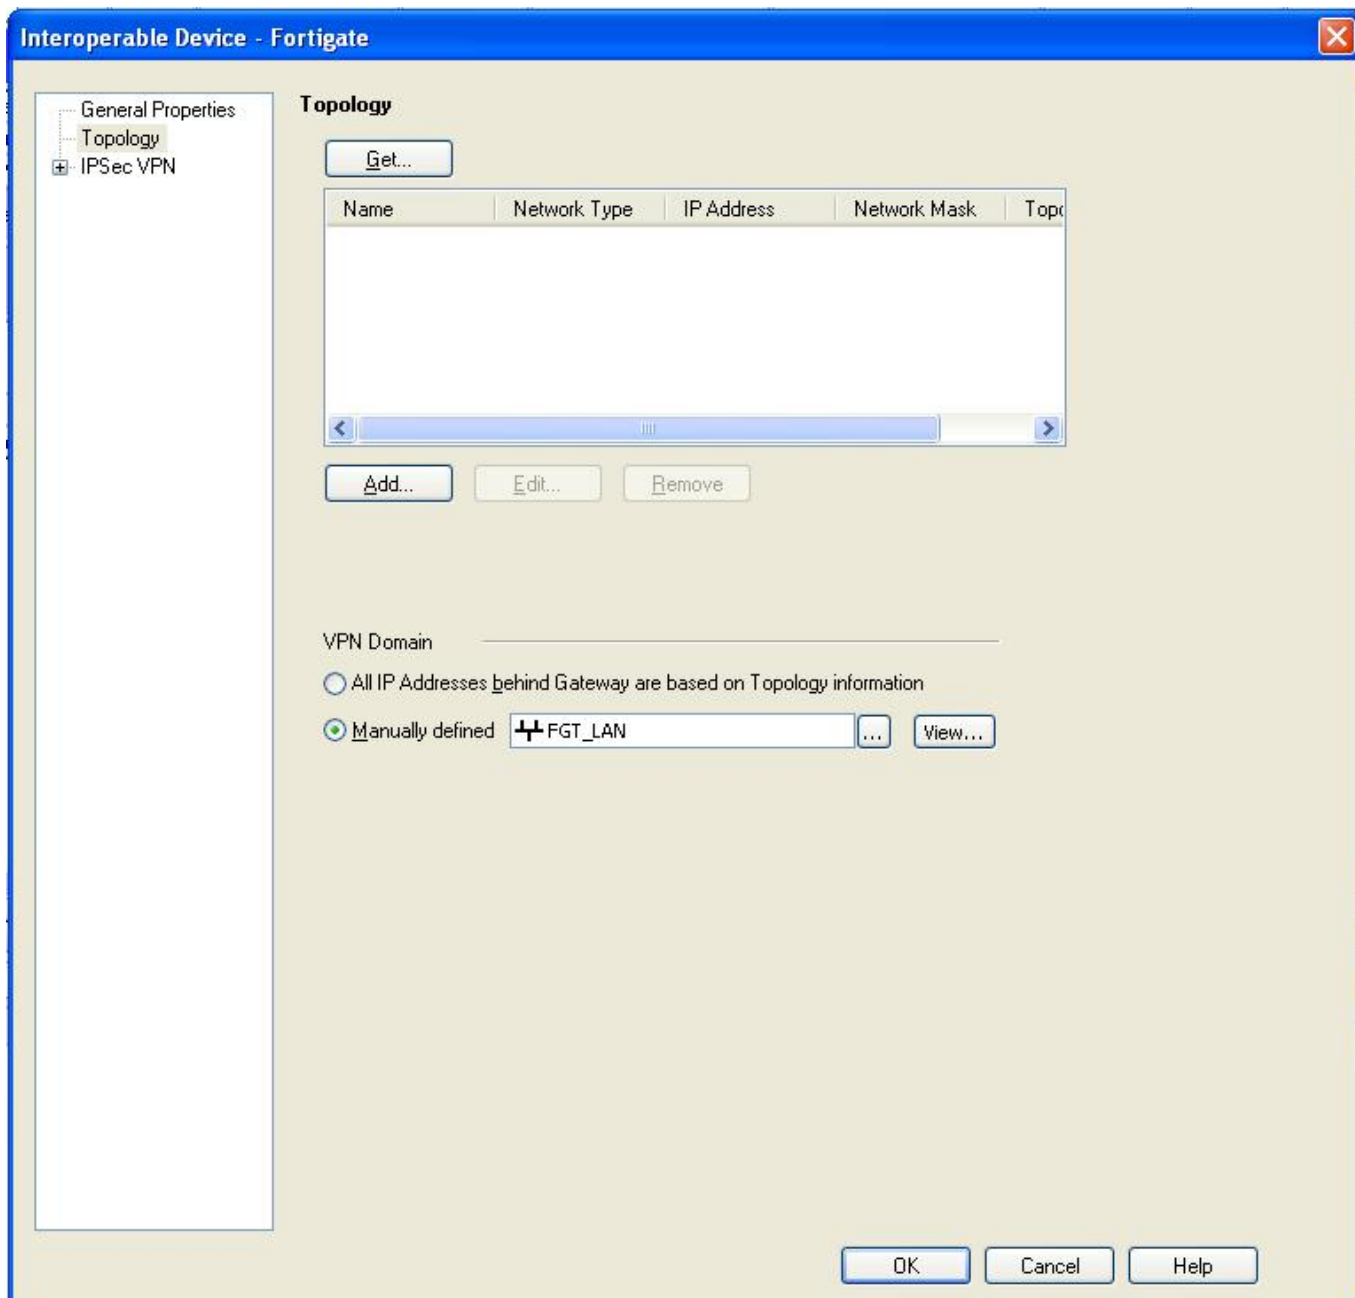 Interoperable Device - Fortigate
General Properties
Topology
IPSec VPN
Topology
Get...
Name Network Type IP Address Network Mask Topo
Add... Edit... Remove
VPN Domain
All IP Addresses behind Gateway are based on Topology information
Manually defined FGT_LAN ... View...
OK Cancel Help